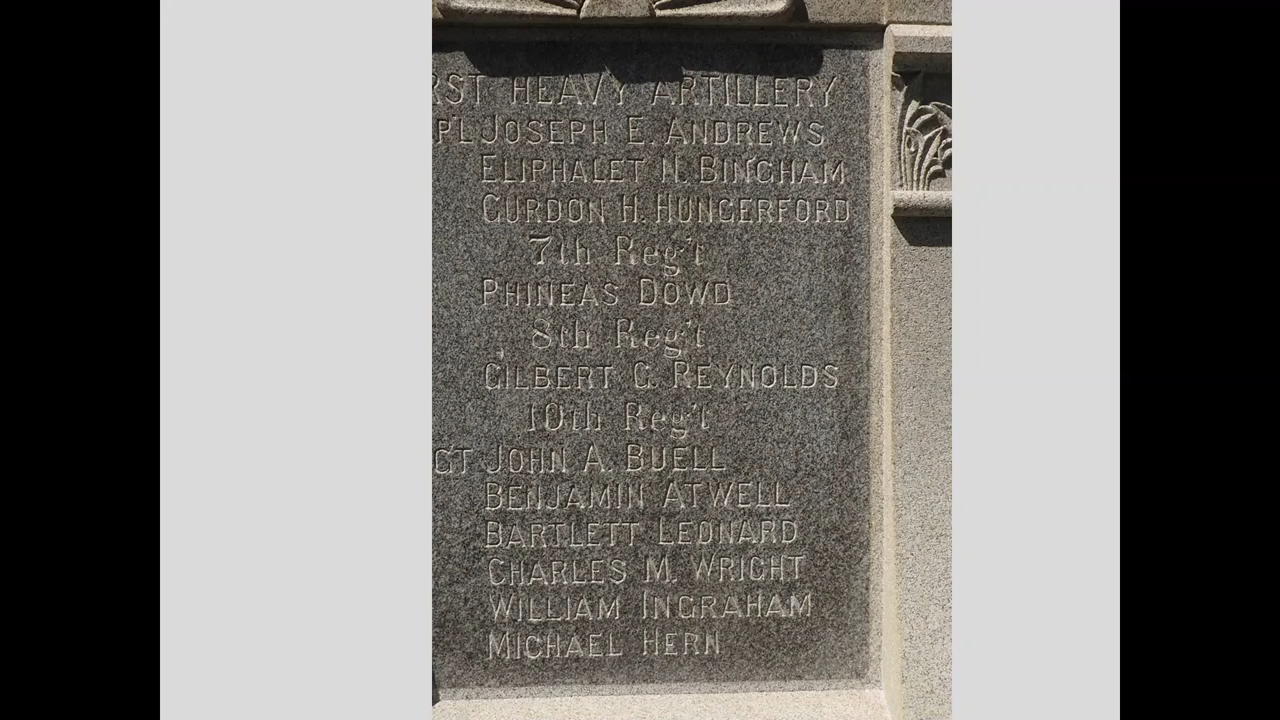 RST HEAVY ARTILLERY
P'L JOSEPH E. ANDREWS
ELIPHALET H. BINGHAM
GURDON H. HUNGERFORD
7th Reg't
PHINEAS DOWD
8th Reg't
GILBERT G. REYNOLDS
10th Reg't
GT JOHN A. BUELL
BENJAMIN ATWELL
BARTLETT LEONARD
CHARLES M. WRIGHT
WILLIAM INGRAHAM
MICHAEL HERN